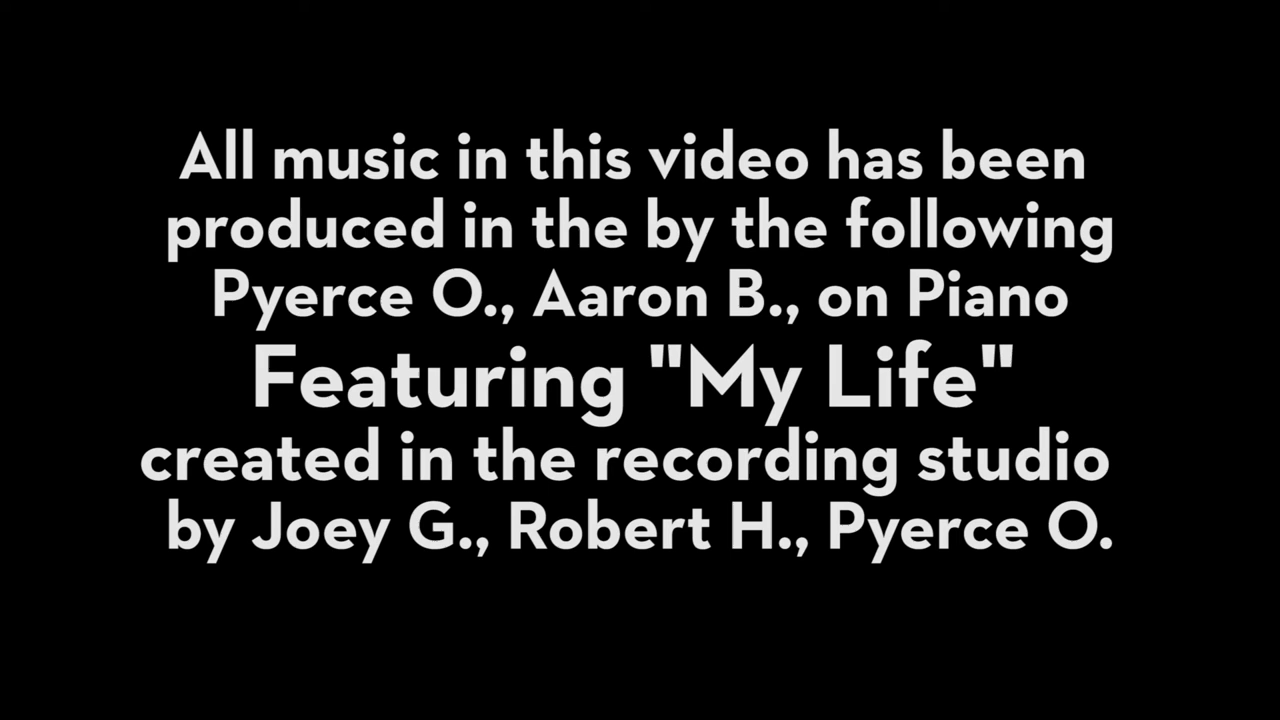 All music in this video has been
produced in the by the following
Pyerce O., Aaron B., on Piano
Featuring "My Life"
created in the recording studio
by Joey G., Robert H., Pyerce O.